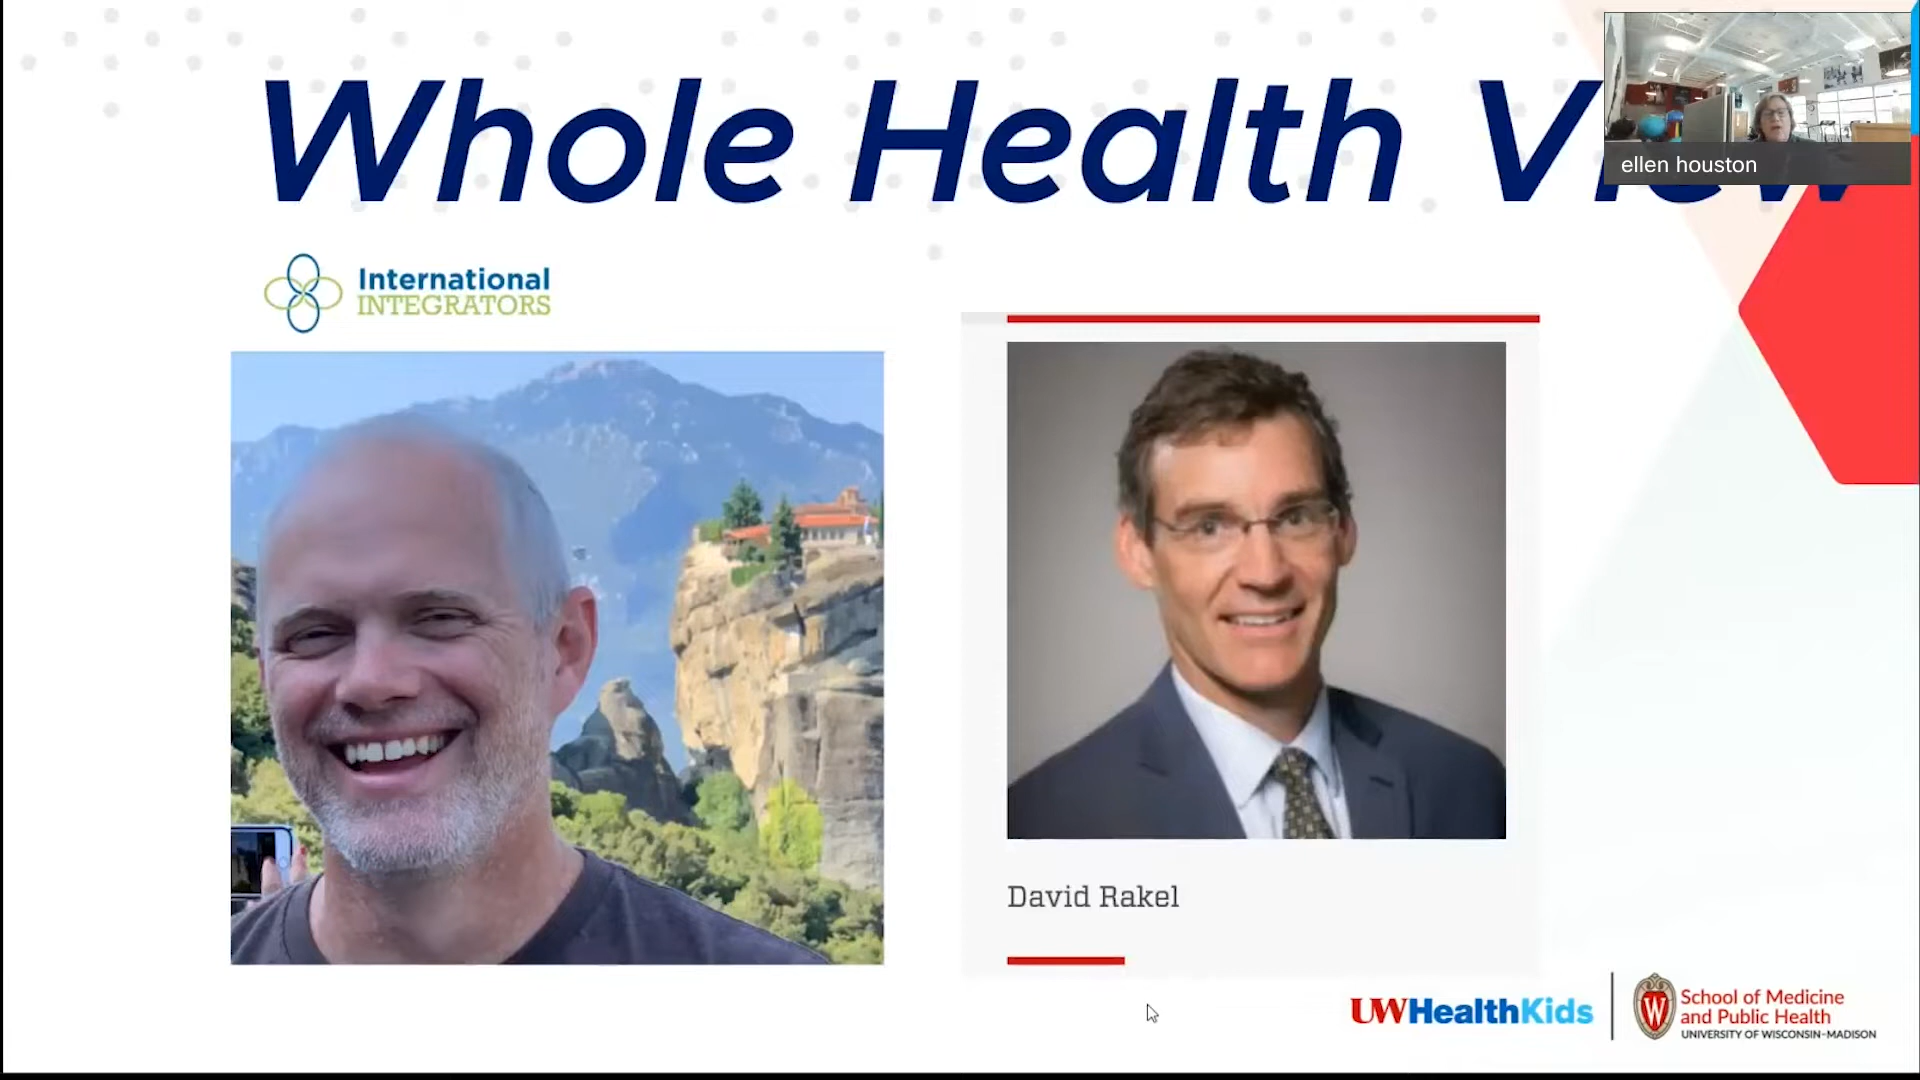 Whole Health View
ellen houston
International
INTEGRATORS
David Rakel
UWHealthKids
W
School of Medicine
and Public Health
UNIVERSITY OF WISCONSIN–MADISON